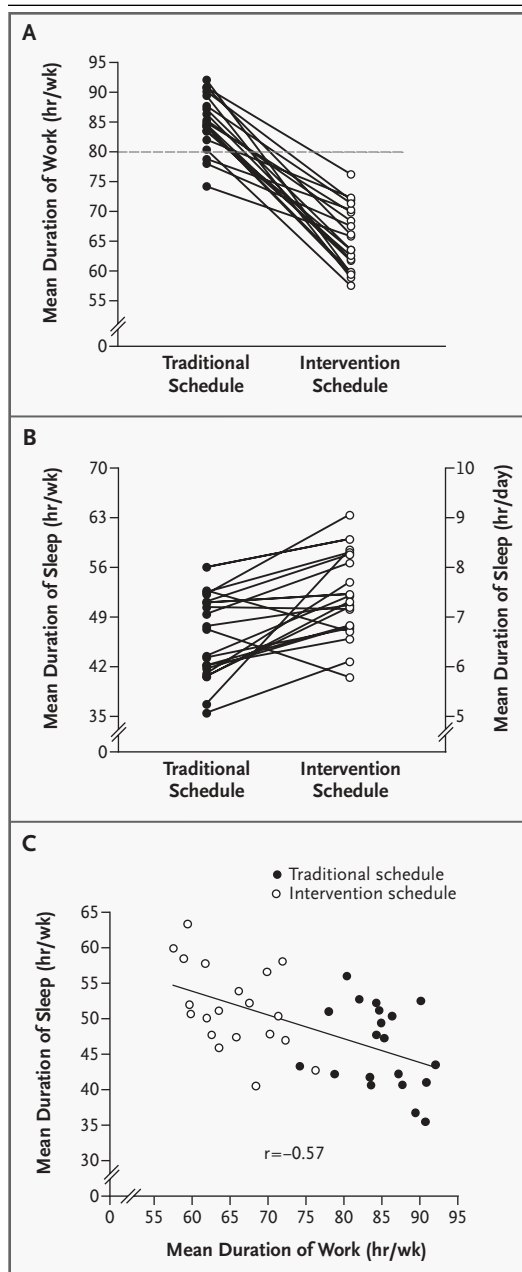 A
Mean Duration of Work (hr/wk)
95
90
85
80
75
70
65
60
55
0
Traditional Schedule
Intervention Schedule
B
Mean Duration of Sleep (hr/wk)
70
63
56
49
42
35
0
10
9
8
7
6
5
Mean Duration of Sleep (hr/day)
Traditional Schedule
Intervention Schedule
C
Traditional schedule
Intervention schedule
Mean Duration of Sleep (hr/wk)
65
60
55
50
45
40
35
30
0
r=–0.57
0 55 60 65 70 75 80 85 90 95
Mean Duration of Work (hr/wk)